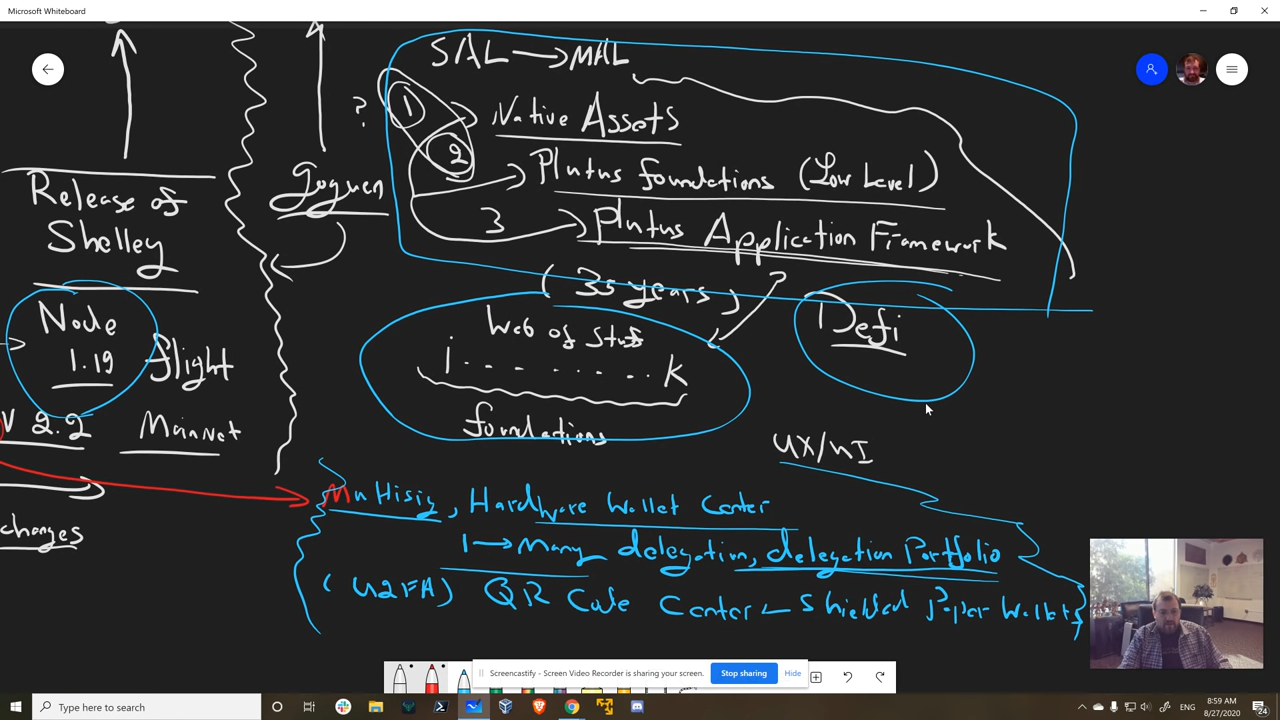 Microsoft Whiteboard
SAL → MAL
?
1
Native Assets
2
Plutus foundations (Low Level)
Goguen
3
Plutus Application Framework
Release of
Shelley
(35 years)
Defi
Node
1.19
flight
Web of Stuff
i . . . . . . . . . k
foundations
V 2.2
Mainnet
UX/UI
Multisig, Hardware Wallet Center
1 → Many delegation, delegation Portfolio
changes
(U2FA) QR Code Center ← Shielded Paper Wallets
Screencastify - Screen Video Recorder is sharing your screen.
Stop sharing
Hide
Type here to search
ENG
8:59 AM
8/27/2020
24